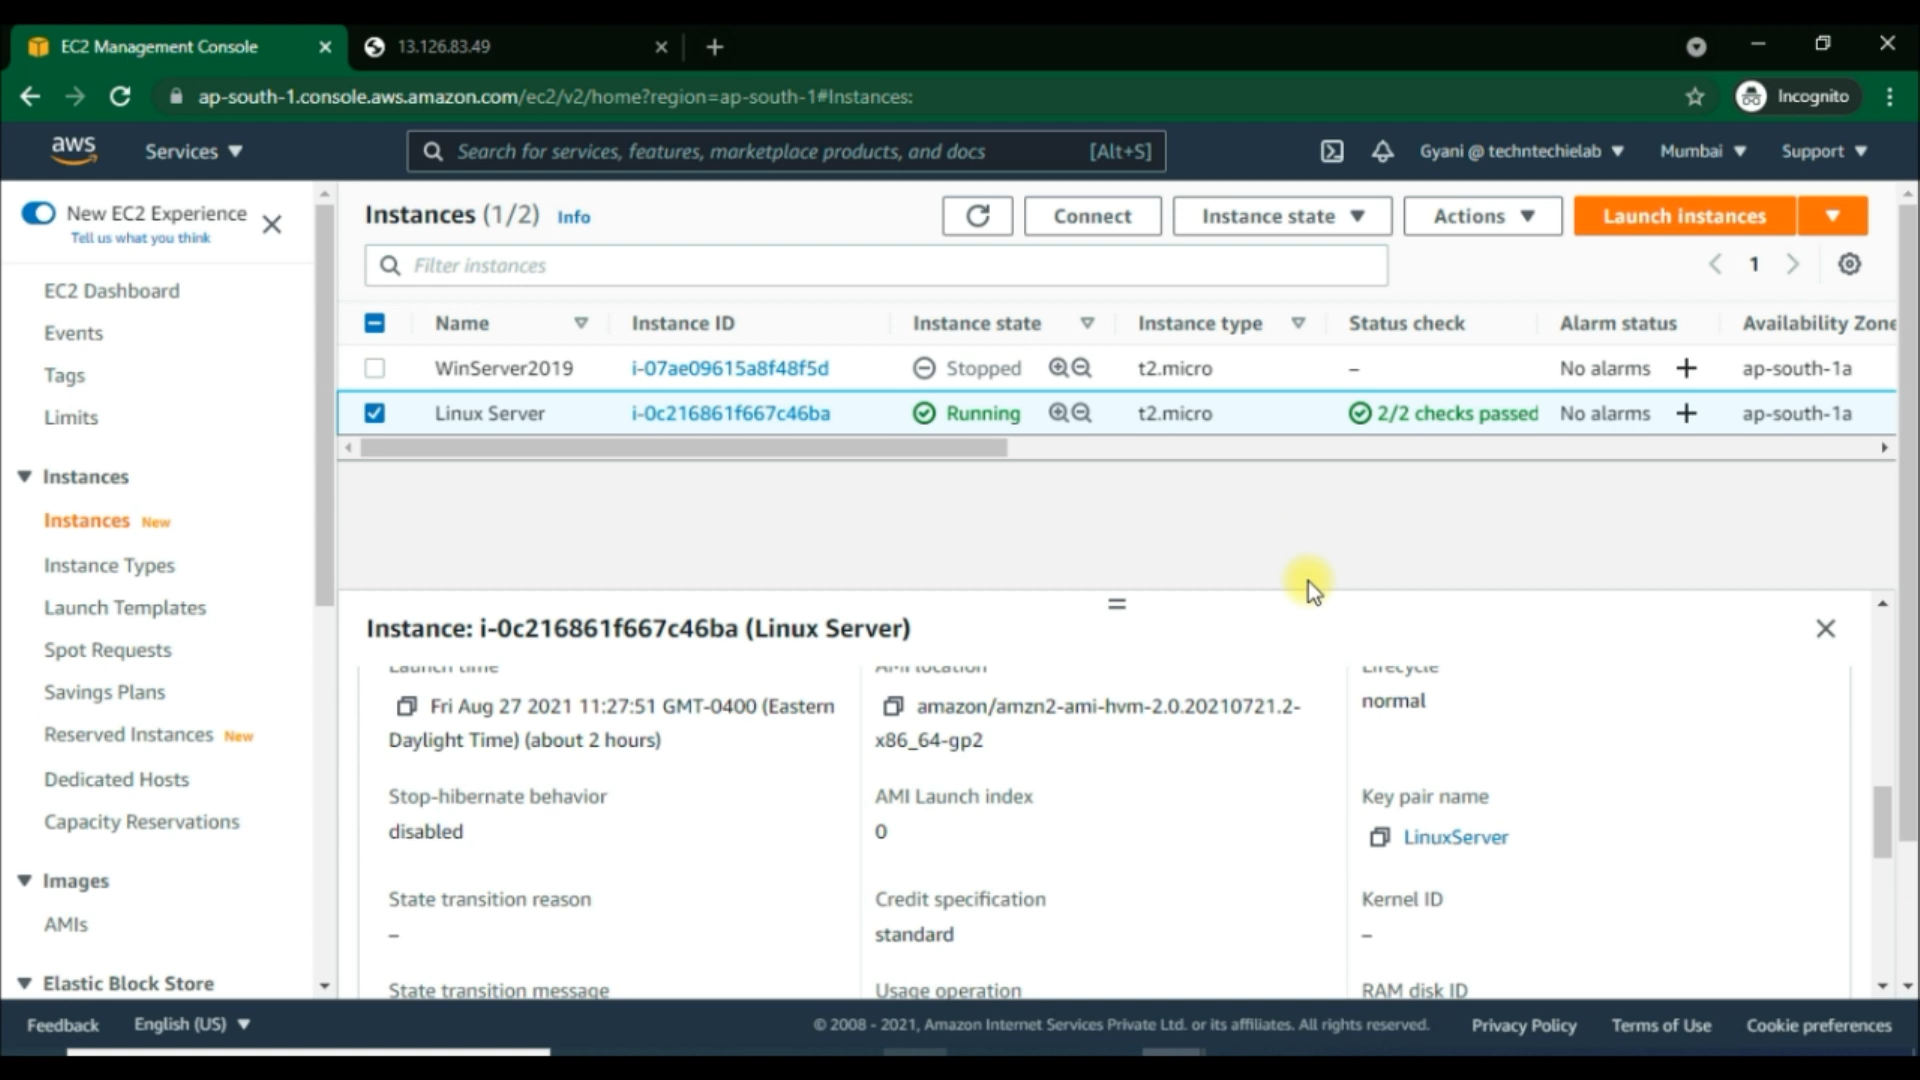 EC2 Management Console
13.126.83.49
ap-south-1.console.aws.amazon.com/ec2/v2/home?region=ap-south-1#Instances:
Incognito
aws
Services
Search for services, features, marketplace products, and docs
[Alt+S]
Gyani @ techntechielab
Mumbai
Support
New EC2 Experience
Tell us what you think
EC2 Dashboard
Events
Tags
Limits
Instances
Instances New
Instance Types
Launch Templates
Spot Requests
Savings Plans
Reserved Instances New
Dedicated Hosts
Capacity Reservations
Images
AMIs
Elastic Block Store
Instances (1/2) Info
Connect
Instance state
Actions
Launch instances
Filter instances
1
Name Instance ID Instance state Instance type Status check Alarm status Availability Zone
WinServer2019 i-07ae09615a8f48f5d Stopped t2.micro – No alarms + ap-south-1a
Linux Server i-0c216861f667c46ba Running t2.micro 2/2 checks passed No alarms + ap-south-1a
Instance: i-0c216861f667c46ba (Linux Server)
Launch time
Fri Aug 27 2021 11:27:51 GMT-0400 (Eastern
Daylight Time) (about 2 hours)
AMI location
amazon/amzn2-ami-hvm-2.0.20210721.2-
x86_64-gp2
Lifecycle
normal
Stop-hibernate behavior
disabled
AMI Launch index
0
Key pair name
LinuxServer
State transition reason
–
Credit specification
standard
Kernel ID
–
State transition message
Usage operation
RAM disk ID
Feedback
English (US)
© 2008 - 2021, Amazon Internet Services Private Ltd. or its affiliates. All rights reserved.
Privacy Policy
Terms of Use
Cookie preferences